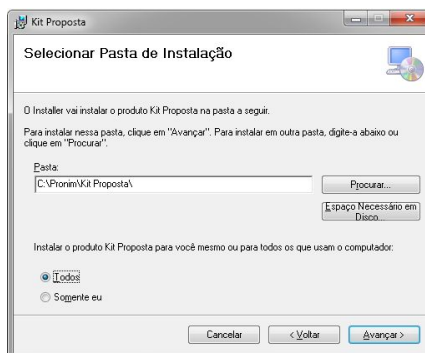 Kit Proposta
Selecionar Pasta de Instalação
O Installer vai instalar o produto Kit Proposta na pasta a seguir.
Para instalar nessa pasta, clique em "Avançar". Para instalar em outra pasta, digite-a abaixo ou
clique em "Procurar".
Pasta:
C:\Pronim\Kit Proposta\
Procurar...
Espaço Necessário em
Disco...
Instalar o produto Kit Proposta para você mesmo ou para todos os que usam o computador:
Todos
Somente eu
Cancelar
< Voltar
Avançar >